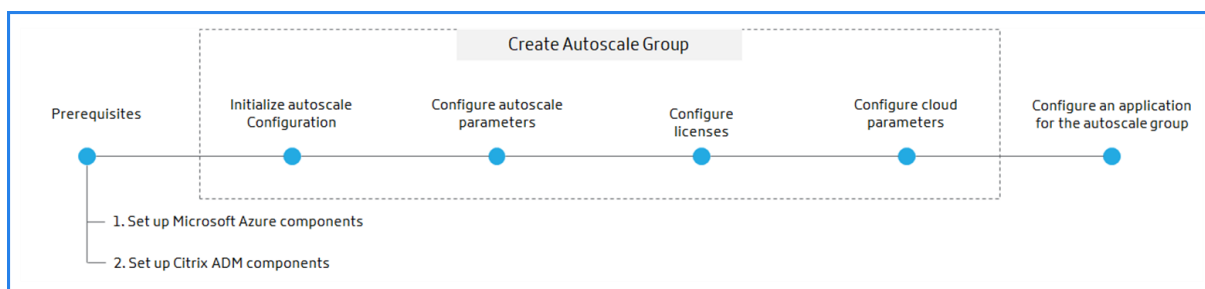 Create Autoscale Group
Prerequisites
Initialize autoscale
Configuration
Configure autoscale
parameters
Configure
licenses
Configure cloud
parameters
Configure an application
for the autoscale group
1. Set up Microsoft Azure components
2. Set up Citrix ADM components